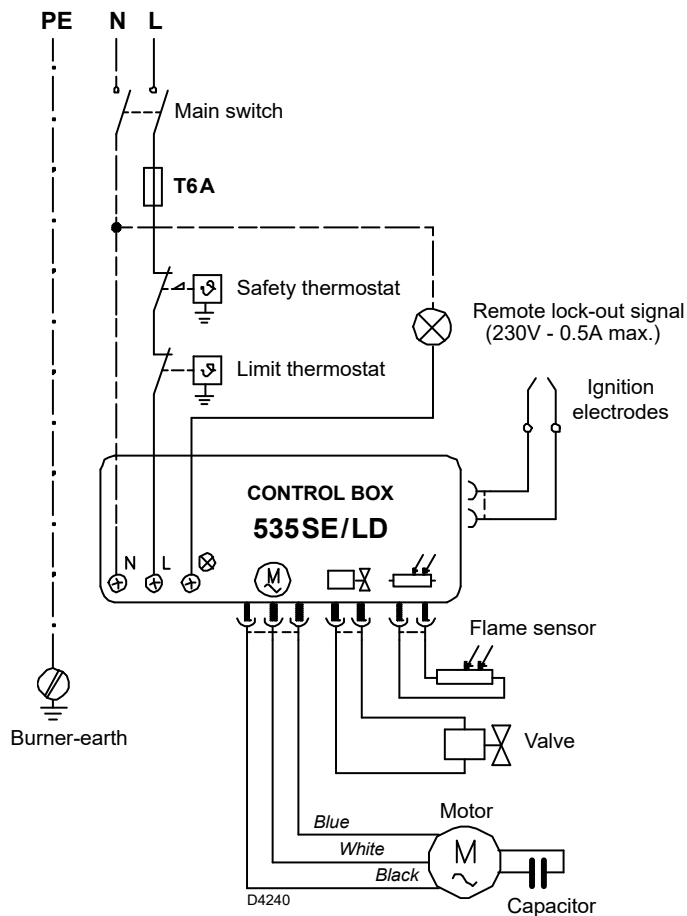 PE N L
Main switch
T6A
Safety thermostat
Remote lock-out signal
(230V - 0.5A max.)
Limit thermostat
Ignition
electrodes
CONTROL BOX
535SE/LD
N L
M
Flame sensor
Burner-earth
Valve
Motor
Blue
White
M
Black
D4240
Capacitor